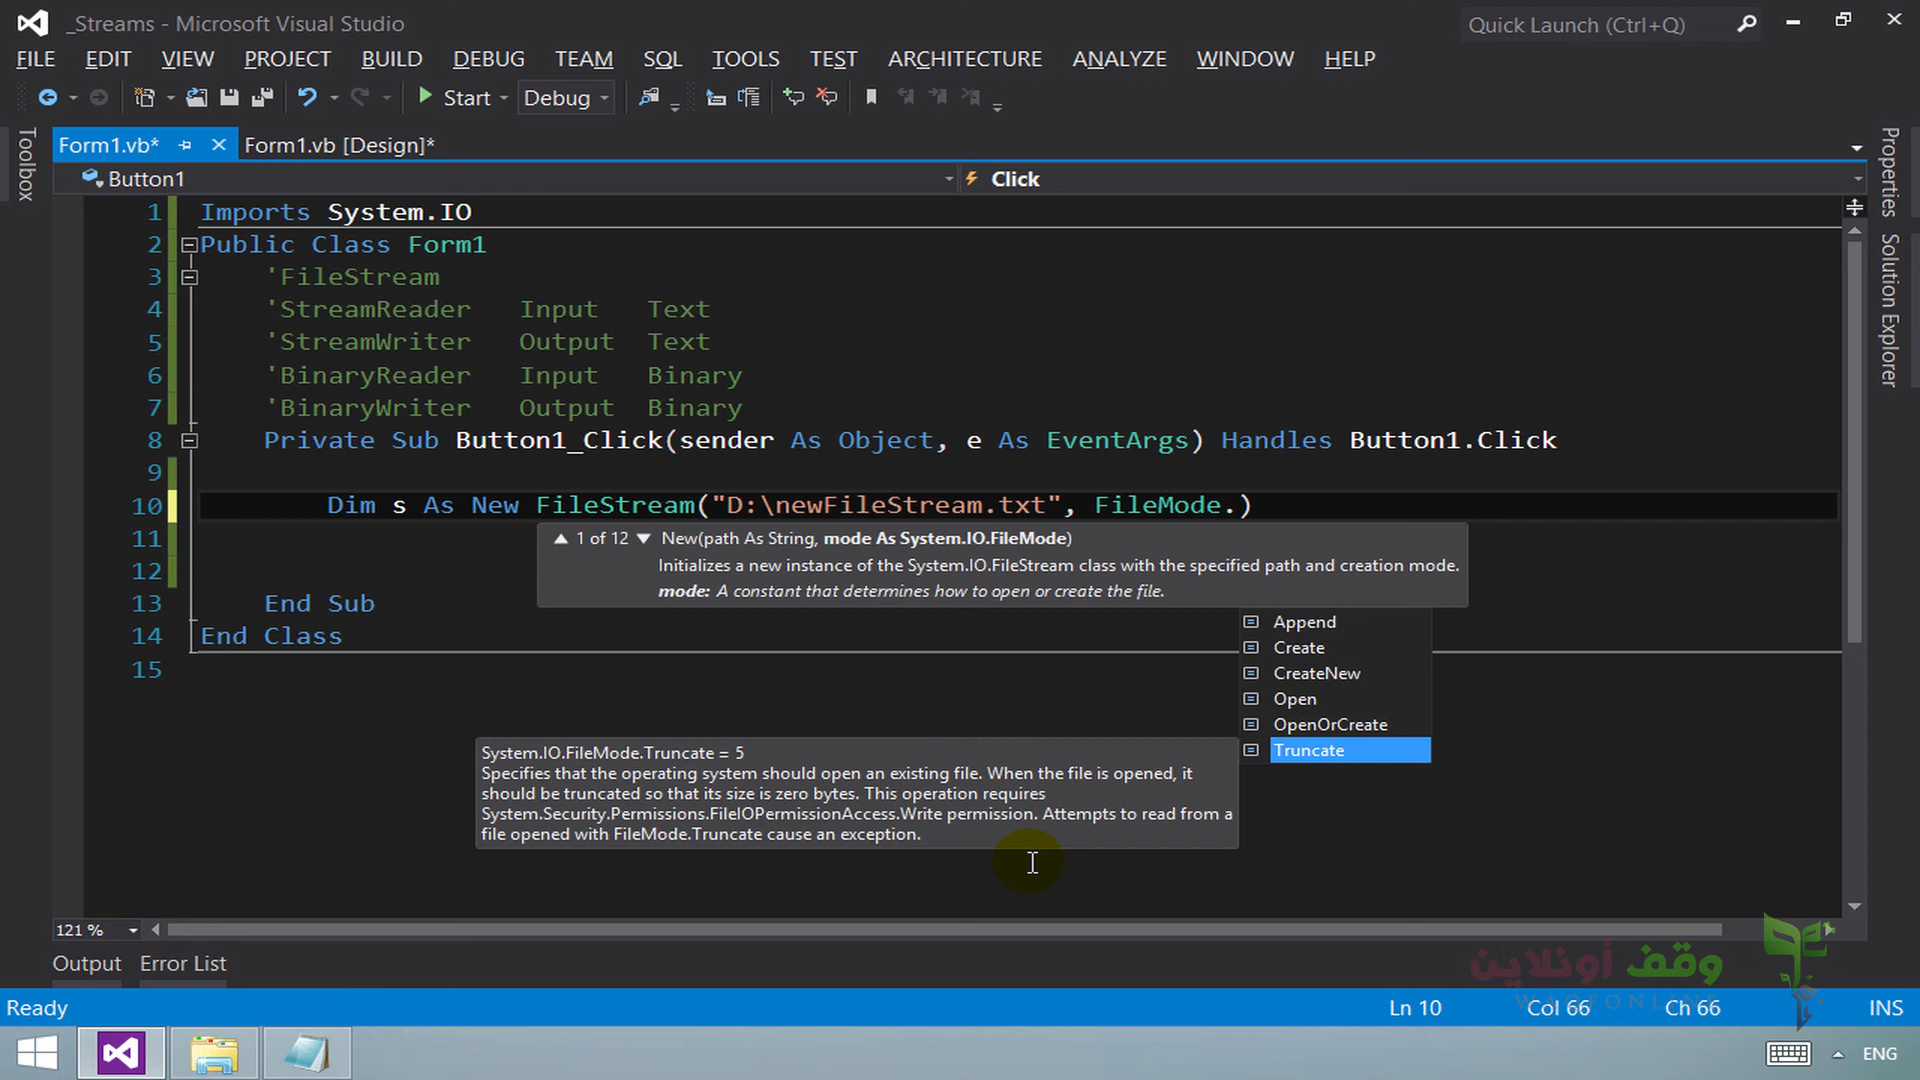 _Streams - Microsoft Visual Studio
Quick Launch (Ctrl+Q)
FILE EDIT VIEW PROJECT BUILD DEBUG TEAM SQL TOOLS TEST ARCHITECTURE ANALYZE WINDOW HELP
Start Debug
Toolbox
Form1.vb* Form1.vb [Design]*
Properties
Solution Explorer
Button1 Click
1 Imports System.IO
2 Public Class Form1
3 'FileStream
4 'StreamReader Input Text
5 'StreamWriter Output Text
6 'BinaryReader Input Binary
7 'BinaryWriter Output Binary
8 Private Sub Button1_Click(sender As Object, e As EventArgs) Handles Button1.Click
9
10 Dim s As New FileStream("D:\newFileStream.txt", FileMode.)
11
1 of 12 New(path As String, mode As System.IO.FileMode)
Initializes a new instance of the System.IO.FileStream class with the specified path and creation mode.
mode: A constant that determines how to open or create the file.
12
13 End Sub
14 End Class
15
Append
Create
CreateNew
Open
OpenOrCreate
Truncate
System.IO.FileMode.Truncate = 5
Specifies that the operating system should open an existing file. When the file is opened, it
should be truncated so that its size is zero bytes. This operation requires
System.Security.Permissions.FileIOPermissionAccess.Write permission. Attempts to read from a
file opened with FileMode.Truncate cause an exception.
121 %
Output Error List
وقف أونلاين
WAQFONLINE
Ready Ln 10 Col 66 Ch 66 INS
ENG